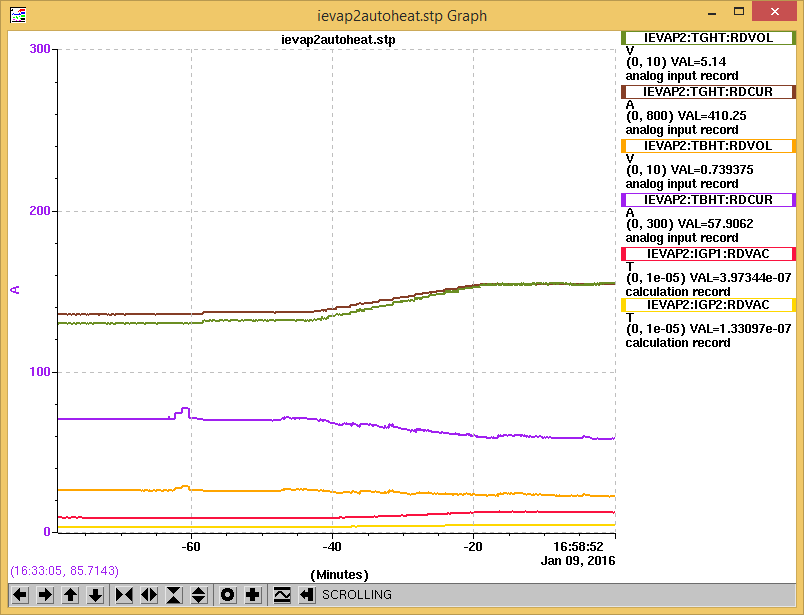 ievap2autoheat.stp Graph
ievap2autoheat.stp
300
200
A
100
0
-60
-40
-20
16:58:52
Jan 09, 2016
(16:33:05, 85.7143)
(Minutes)
SCROLLING
IEVAP2:TGHT:RDVOL
V
(0, 10) VAL=5.14
analog input record
IEVAP2:TGHT:RDCUR
A
(0, 800) VAL=410.25
analog input record
IEVAP2:TBHT:RDVOL
V
(0, 10) VAL=0.739375
analog input record
IEVAP2:TBHT:RDCUR
A
(0, 300) VAL=57.9062
analog input record
IEVAP2:IGP1:RDVAC
T
(0, 1e-05) VAL=3.97344e-07
calculation record
IEVAP2:IGP2:RDVAC
T
(0, 1e-05) VAL=1.33097e-07
calculation record